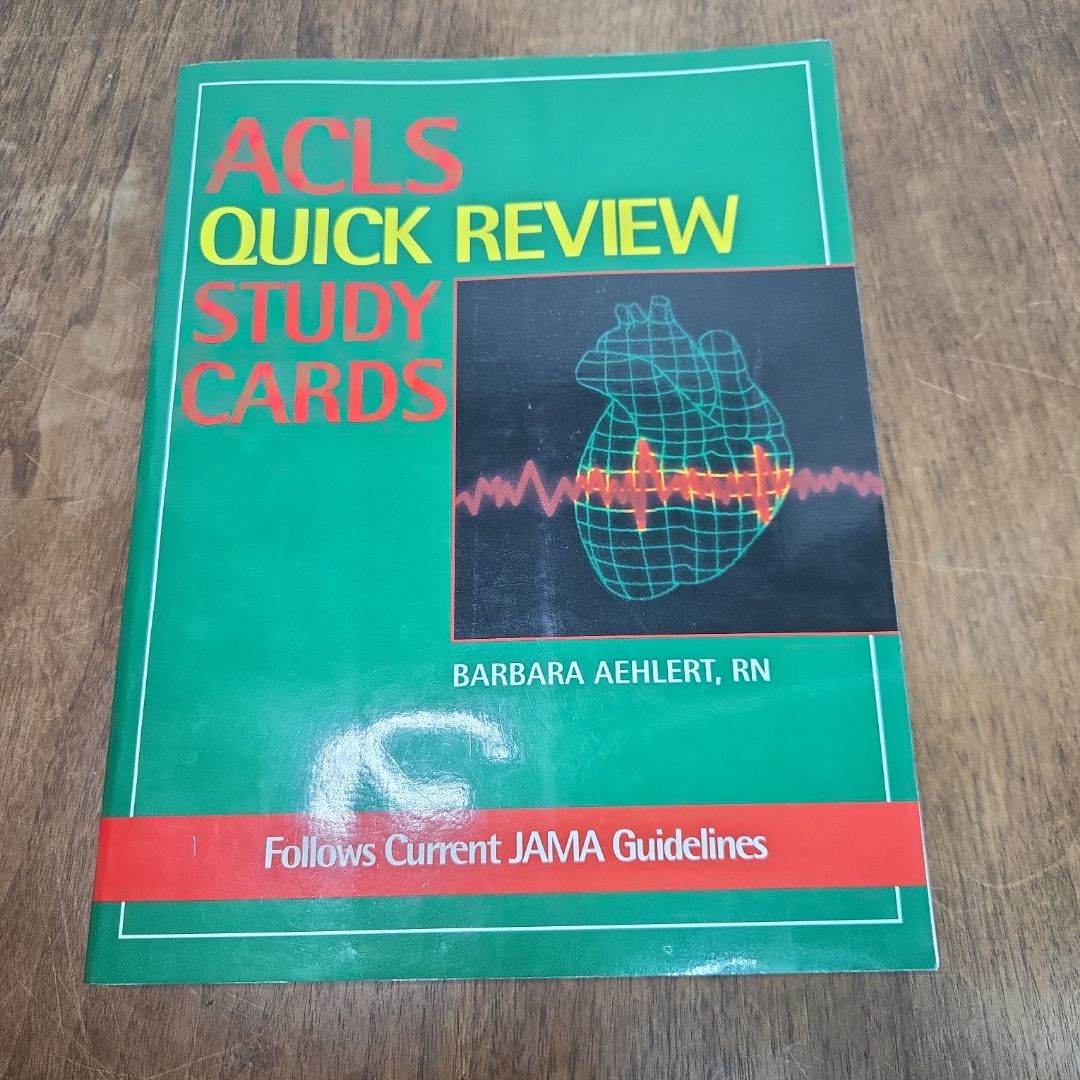 ACLS
QUICK REVIEW
STUDY
CARDS
BARBARA AEHLERT, RN
Follows Current JAMA Guidelines